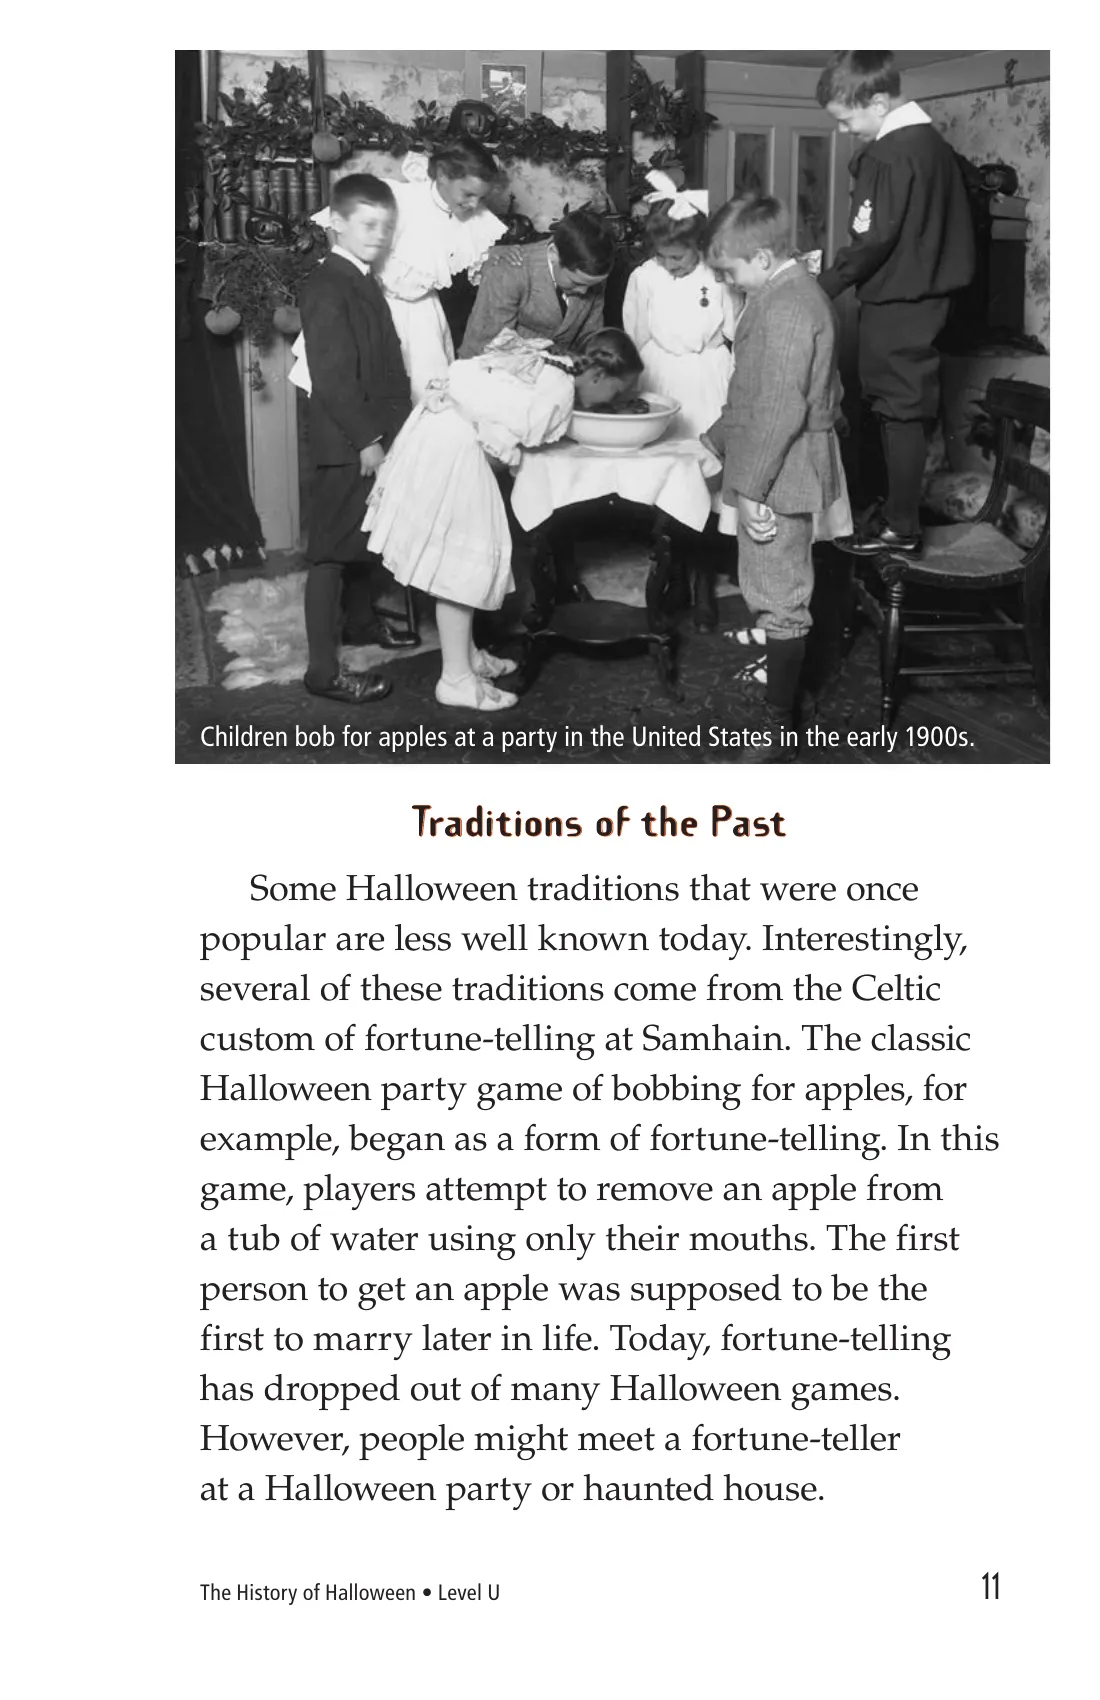 Children bob for apples at a party in the United States in the early 1900s.
Traditions of the Past
Some Halloween traditions that were once
popular are less well known today. Interestingly,
several of these traditions come from the Celtic
custom of fortune-telling at Samhain. The classic
Halloween party game of bobbing for apples, for
example, began as a form of fortune-telling. In this
game, players attempt to remove an apple from
a tub of water using only their mouths. The first
person to get an apple was supposed to be the
first to marry later in life. Today, fortune-telling
has dropped out of many Halloween games.
However, people might meet a fortune-teller
at a Halloween party or haunted house.
The History of Halloween • Level U
11